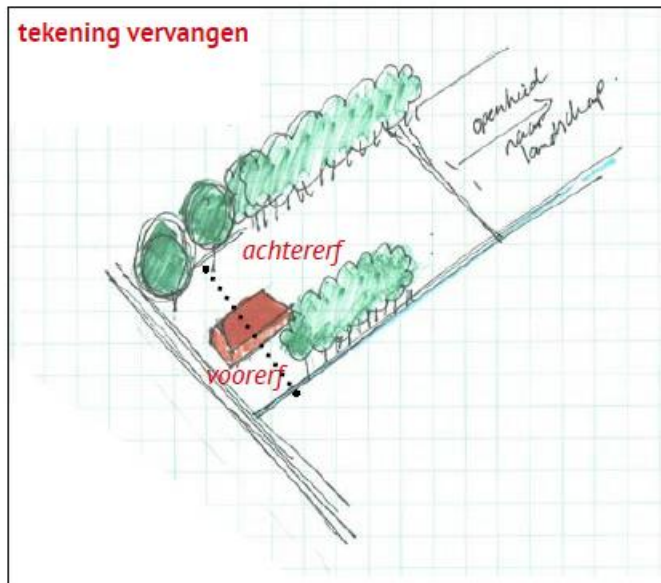 tekening vervangen
openheid
naar
landschap.
achtererf
voorerf